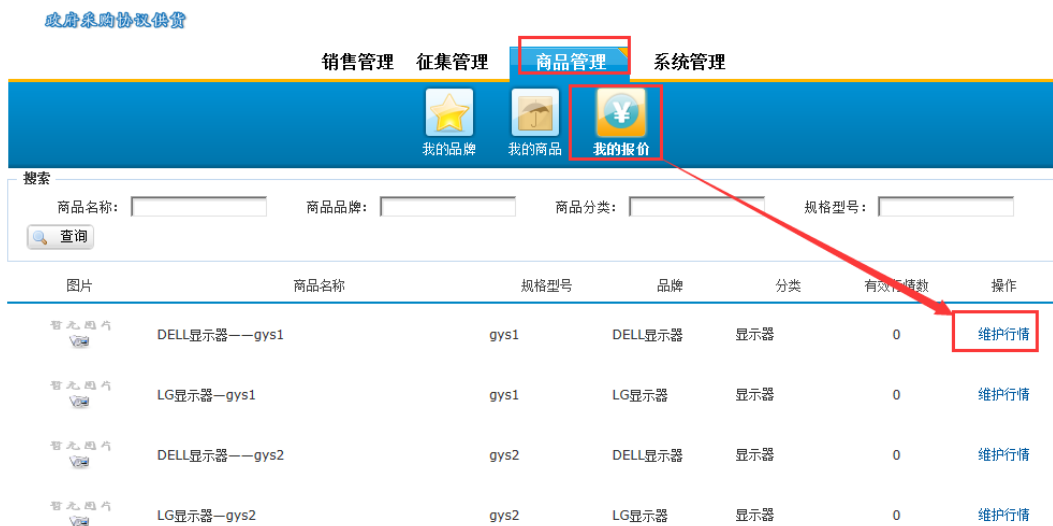 政府采购协议供货
销售管理 征集管理 商品管理 系统管理
我的品牌 我的商品 我的报价
搜索
商品名称: 商品品牌: 商品分类: 规格型号:
查询
图片 商品名称 规格型号 品牌 分类 有效行情数 操作
暂无图片 DELL显示器——gys1 gys1 DELL显示器 显示器 0 维护行情
暂无图片 LG显示器—gys1 gys1 LG显示器 显示器 0 维护行情
暂无图片 DELL显示器——gys2 gys2 DELL显示器 显示器 0 维护行情
暂无图片 LG显示器—gys2 gys2 LG显示器 显示器 0 维护行情